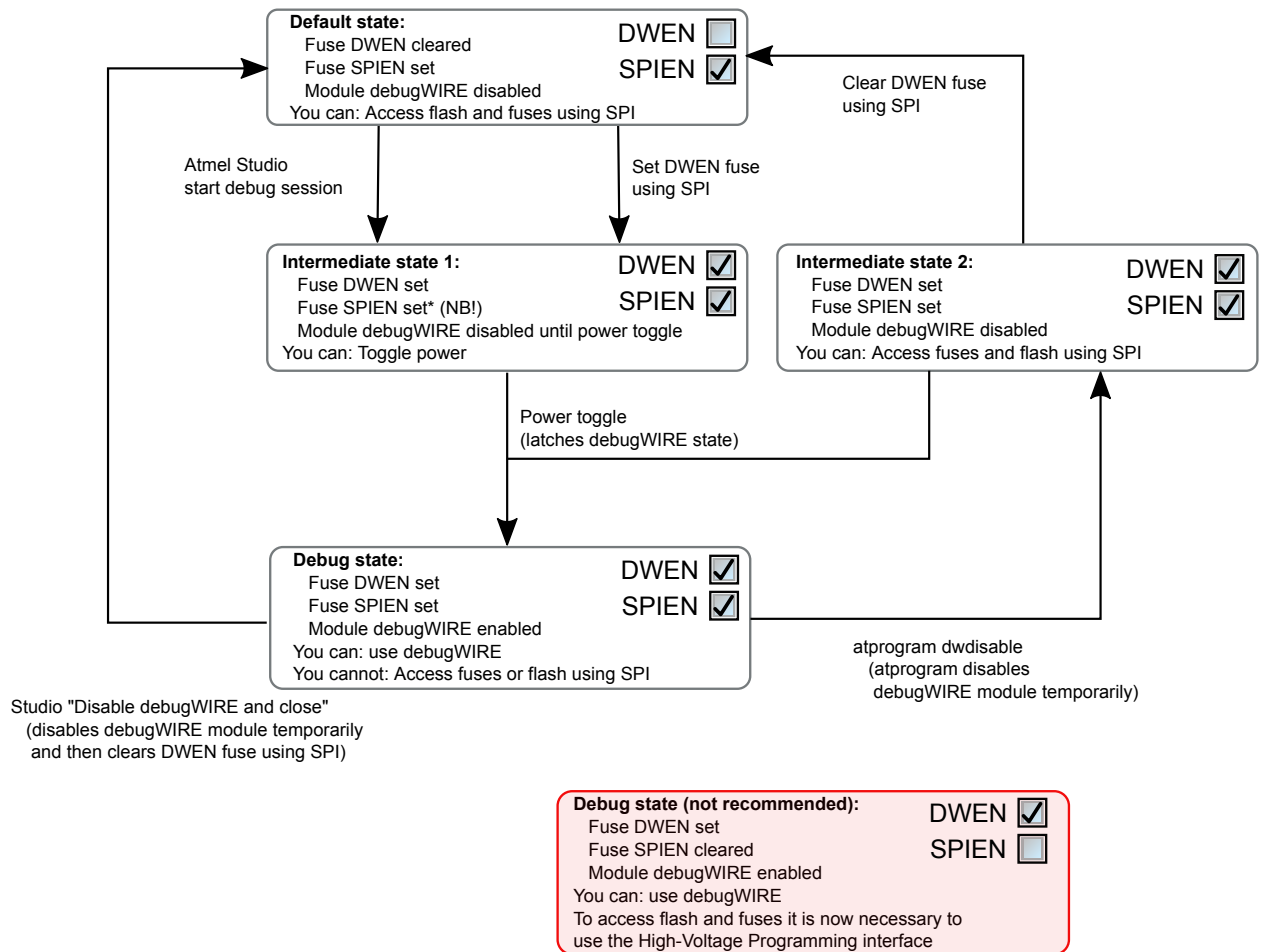 Default state:
Fuse DWEN cleared
Fuse SPIEN set
Module debugWIRE disabled
You can: Access flash and fuses using SPI
DWEN
SPIEN
Clear DWEN fuse
using SPI
Atmel Studio
start debug session
Set DWEN fuse
using SPI
Intermediate state 1:
Fuse DWEN set
Fuse SPIEN set* (NB!)
Module debugWIRE disabled until power toggle
You can: Toggle power
DWEN
SPIEN
Intermediate state 2:
Fuse DWEN set
Fuse SPIEN set
Module debugWIRE disabled
You can: Access fuses and flash using SPI
DWEN
SPIEN
Power toggle
(latches debugWIRE state)
Debug state:
Fuse DWEN set
Fuse SPIEN set
Module debugWIRE enabled
You can: use debugWIRE
You cannot: Access fuses or flash using SPI
DWEN
SPIEN
atprogram dwdisable
(atprogram disables
debugWIRE module temporarily)
Studio "Disable debugWIRE and close"
(disables debugWIRE module temporarily
and then clears DWEN fuse using SPI)
Debug state (not recommended):
Fuse DWEN set
Fuse SPIEN cleared
Module debugWIRE enabled
You can: use debugWIRE
To access flash and fuses it is now necessary to
use the High-Voltage Programming interface
DWEN
SPIEN